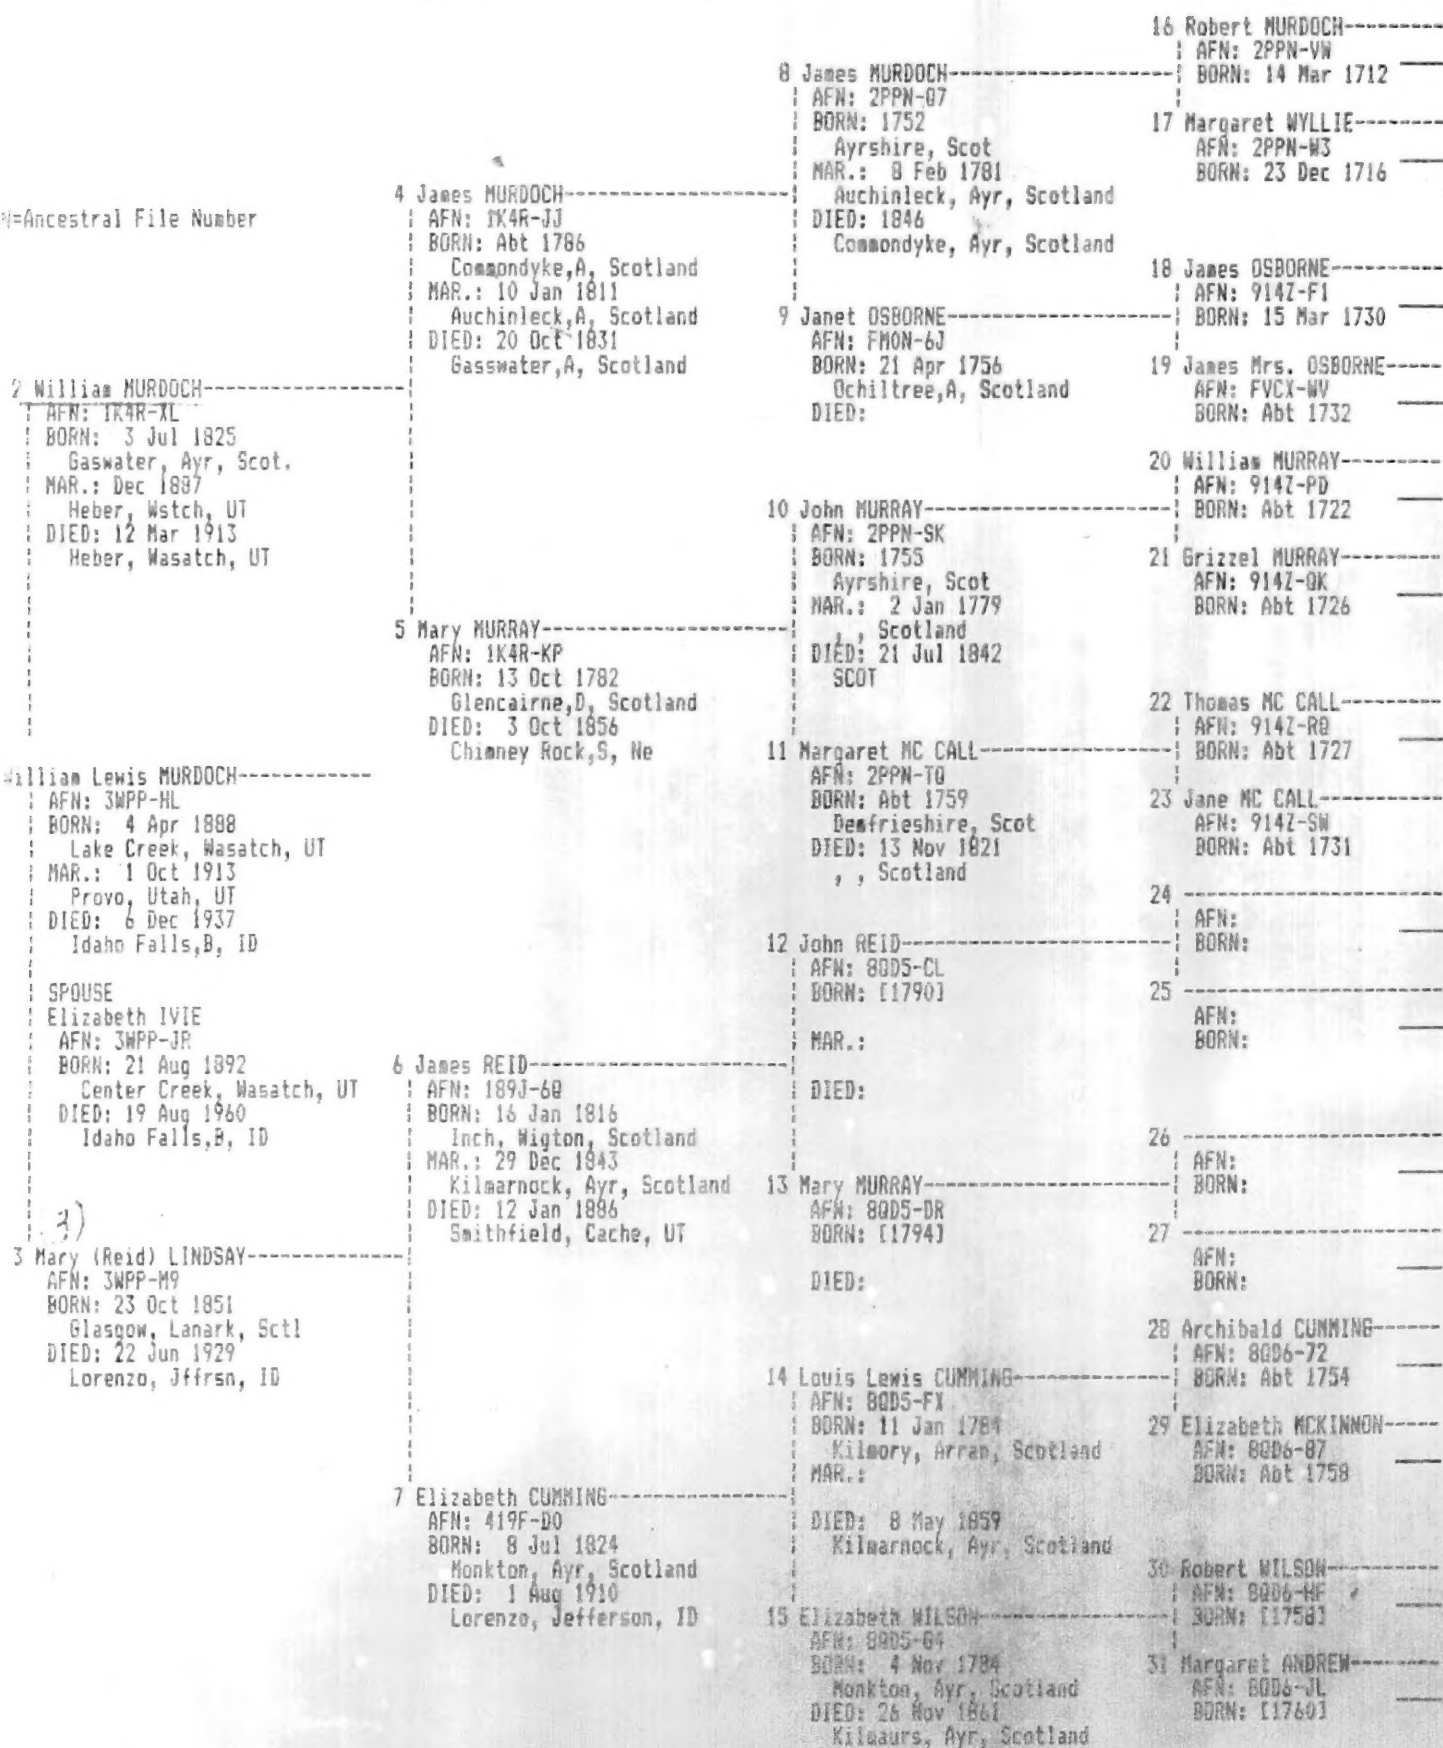 *=Ancestral File Number
2 William MURDOCH
AFN: 1K4R-XL
BORN: 3 Jul 1825
Gaswater, Ayr, Scot.
MAR.: Dec 1887
Heber, Wstch, UT
DIED: 12 Mar 1913
Heber, Wasatch, UT
William Lewis MURDOCH
AFN: 3WPP-HL
BORN: 4 Apr 1888
Lake Creek, Wasatch, UT
MAR.: 1 Oct 1913
Provo, Utah, UT
DIED: 6 Dec 1937
Idaho Falls,B, ID
SPOUSE
Elizabeth IVIE
AFN: 3WPP-JR
BORN: 21 Aug 1892
Center Creek, Wasatch, UT
DIED: 19 Aug 1960
Idaho Falls,B, ID
3)
3 Mary (Reid) LINDSAY
AFN: 3WPP-M9
BORN: 23 Oct 1851
Glasgow, Lanark, Sctl
DIED: 22 Jun 1929
Lorenzo, Jffrsn, ID
4 James MURDOCH
AFN: 1K4R-JJ
BORN: Abt 1786
Commondyke,A, Scotland
MAR.: 10 Jan 1811
Auchinleck,A, Scotland
DIED: 20 Oct 1831
Gasswater,A, Scotland
5 Mary MURRAY
AFN: 1K4R-KP
BORN: 13 Oct 1782
Glencairne,D, Scotland
DIED: 3 Oct 1856
Chimney Rock,S, Ne
6 James REID
AFN: 189J-6Q
BORN: 16 Jan 1816
Inch, Wigton, Scotland
MAR.: 29 Dec 1843
Kilmarnock, Ayr, Scotland
DIED: 12 Jan 1886
Smithfield, Cache, UT
7 Elizabeth CUMMING
AFN: 419F-D0
BORN: 8 Jul 1824
Monkton, Ayr, Scotland
DIED: 1 Aug 1910
Lorenzo, Jefferson, ID
8 James MURDOCH
AFN: 2PPN-Q7
BORN: 1752
Ayrshire, Scot
MAR.: 8 Feb 1781
Auchinleck, Ayr, Scotland
DIED: 1846
Commondyke, Ayr, Scotland
9 Janet OSBORNE
AFN: FMQN-6J
BORN: 21 Apr 1756
Ochiltree,A, Scotland
DIED:
10 John MURRAY
AFN: 2PPN-SK
BORN: 1755
Ayrshire, Scot
MAR.: 2 Jan 1779
, , Scotland
DIED: 21 Jul 1842
SCOT
11 Margaret MC CALL
AFN: 2PPN-TQ
BORN: Abt 1759
Demfrieshire, Scot
DIED: 13 Nov 1821
, , Scotland
12 John REID
AFN: 8QD5-CL
BORN: [1790]
MAR.:
DIED:
13 Mary MURRAY
AFN: 8QD5-DR
BORN: [1794]
DIED:
14 Louis Lewis CUMMING
AFN: 8QD5-FX
BORN: 11 Jan 1784
Kilmory, Arran, Scotland
MAR.:
DIED: 8 May 1859
Kilmarnock, Ayr, Scotland
15 Elizabeth WILSON
AFN: 8QD5-G4
BORN: 4 Nov 1784
Monkton, Ayr, Scotland
DIED: 26 Nov 1861
Kilmaurs, Ayr, Scotland
16 Robert MURDOCH
AFN: 2PPN-VW
BORN: 14 Mar 1712
17 Margaret WYLLIE
AFN: 2PPN-W3
BORN: 23 Dec 1716
18 James OSBORNE
AFN: 914Z-F1
BORN: 15 Mar 1730
19 James Mrs. OSBORNE
AFN: FVCX-WV
BORN: Abt 1732
20 William MURRAY
AFN: 914Z-PD
BORN: Abt 1722
21 Grizzel MURRAY
AFN: 914Z-QK
BORN: Abt 1726
22 Thomas MC CALL
AFN: 914Z-RQ
BORN: Abt 1727
23 Jane MC CALL
AFN: 914Z-SW
BORN: Abt 1731
24
AFN:
BORN:
25
AFN:
BORN:
26
AFN:
BORN:
27
AFN:
BORN:
28 Archibald CUMMING
AFN: 8QD6-72
BORN: Abt 1754
29 Elizabeth MCKINNON
AFN: 8QD6-87
BORN: Abt 1758
30 Robert WILSON
AFN: 8QD6-HF
BORN: [1758]
31 Margaret ANDREW
AFN: 8QD6-JL
BORN: [1760]